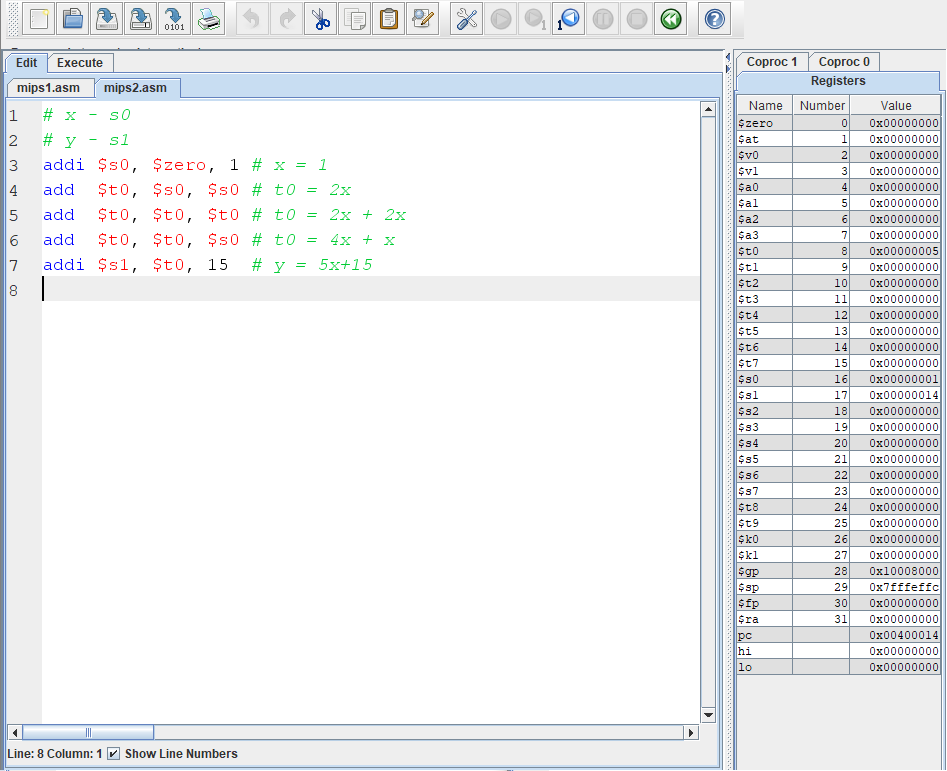 0101
1
Edit Execute
mips1.asm mips2.asm
1 # x - s0
2 # y - s1
3 addi $s0, $zero, 1 # x = 1
4 add $t0, $s0, $s0 # t0 = 2x
5 add $t0, $t0, $t0 # t0 = 2x + 2x
6 add $t0, $t0, $s0 # t0 = 4x + x
7 addi $s1, $t0, 15 # y = 5x+15
8
Line: 8 Column: 1 Show Line Numbers
Coproc 1 Coproc 0
Registers
Name Number Value
$zero 0 0x00000000
$at 1 0x00000000
$v0 2 0x00000000
$v1 3 0x00000000
$a0 4 0x00000000
$a1 5 0x00000000
$a2 6 0x00000000
$a3 7 0x00000000
$t0 8 0x00000005
$t1 9 0x00000000
$t2 10 0x00000000
$t3 11 0x00000000
$t4 12 0x00000000
$t5 13 0x00000000
$t6 14 0x00000000
$t7 15 0x00000000
$s0 16 0x00000001
$s1 17 0x00000014
$s2 18 0x00000000
$s3 19 0x00000000
$s4 20 0x00000000
$s5 21 0x00000000
$s6 22 0x00000000
$s7 23 0x00000000
$t8 24 0x00000000
$t9 25 0x00000000
$k0 26 0x00000000
$k1 27 0x00000000
$gp 28 0x10008000
$sp 29 0x7fffeffc
$fp 30 0x00000000
$ra 31 0x00000000
pc 0x00400014
hi 0x00000000
lo 0x00000000